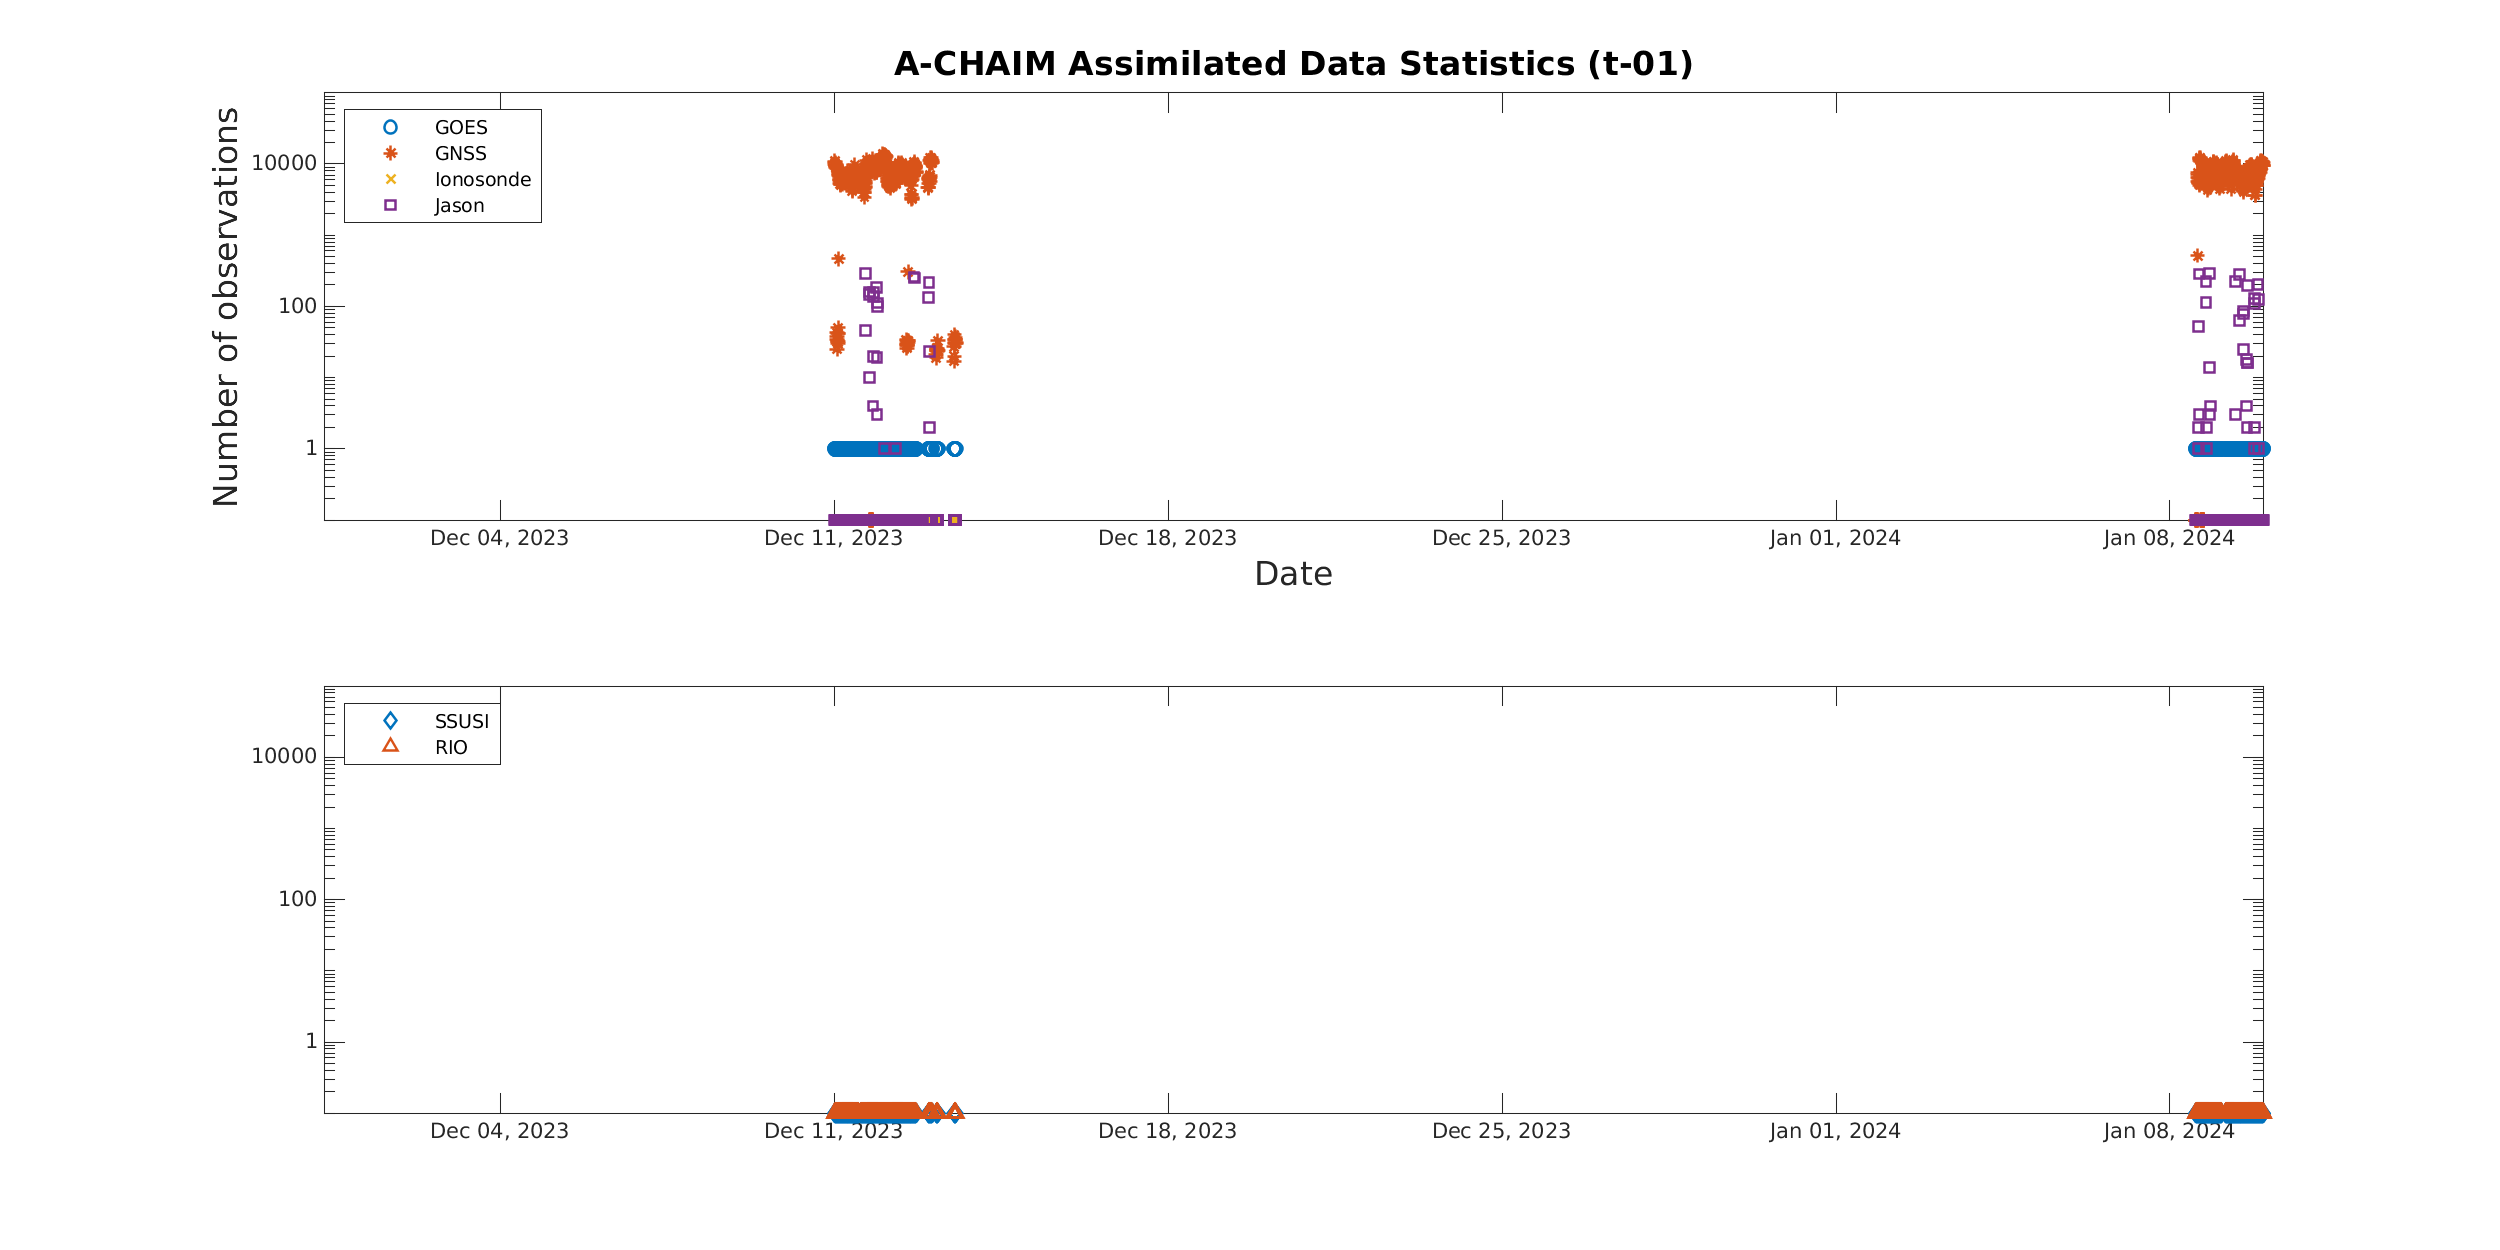 A-CHAIM Assimilated Data Statistics (t-01)
Number of observations
10000
100
1
GOES
GNSS
Ionosonde
Jason
Dec 04, 2023 Dec 11, 2023 Dec 18, 2023 Dec 25, 2023 Jan 01, 2024 Jan 08, 2024
Date
10000
100
1
SSUSI
RIO
Dec 04, 2023 Dec 11, 2023 Dec 18, 2023 Dec 25, 2023 Jan 01, 2024 Jan 08, 2024